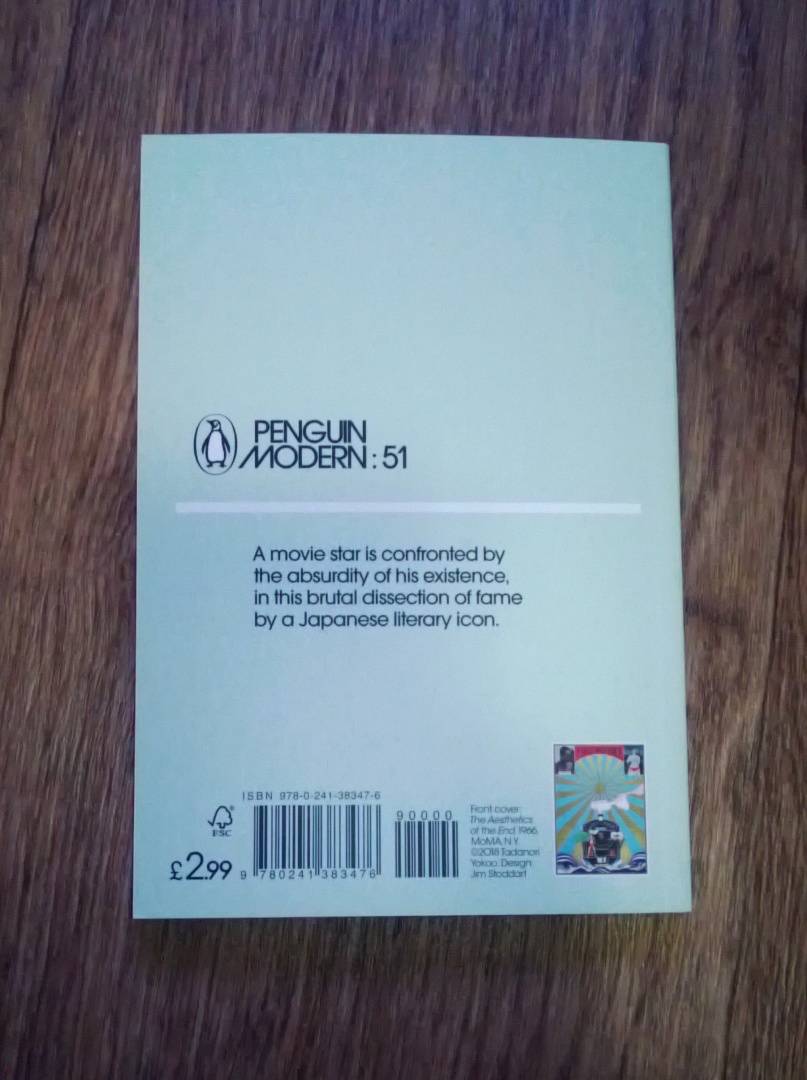 PENGUIN
MODERN : 51
A movie star is confronted by
the absurdity of his existence,
in this brutal dissection of fame
by a Japanese literary icon.
ISBN 978-0-241-38347-6
90000
FSC
£2.99
9 780241 383476
Front cover:
The Aesthetics
of the End, 1966,
MoMA, N.Y.
©2018 Tadanori
Yokoo. Design:
Jim Stoddart